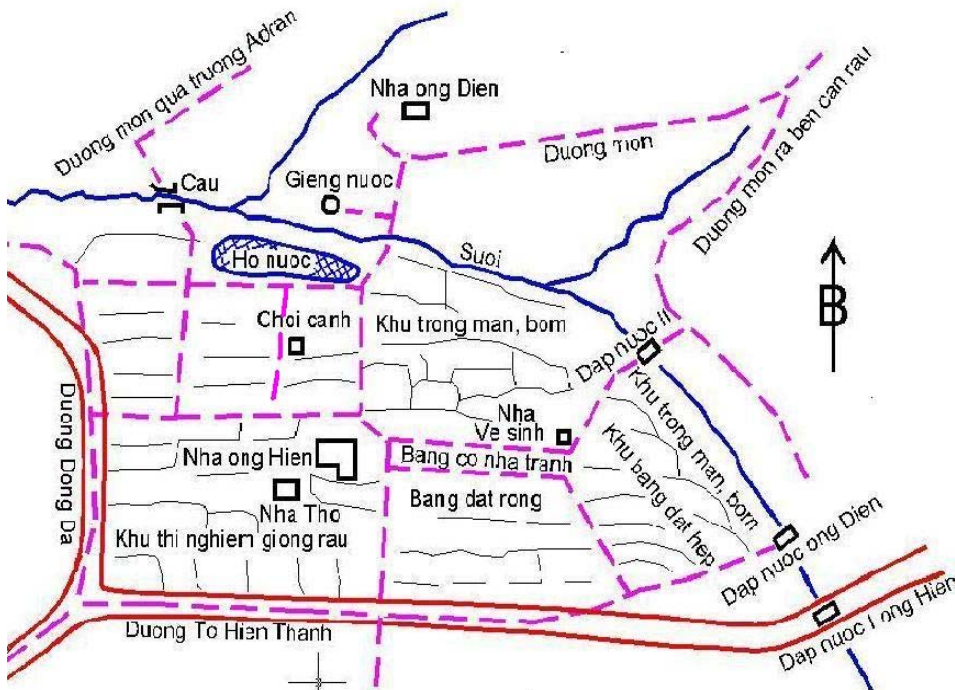 Duong mon qua truong Adran
Nha ong Dien
Duong mon
Duong mon ra ben can rau
Cau
Gieng nuoc
Ho nuoc
Suoi
B
Choi canh
Khu trong man, bom
Dap nuoc II
Duong Dong Da
Nha
Ve sinh
Khu trong man, bom
Nha ong Hien
Bang co nha tranh
Khu bang dat hep
Nha Tho
Bang dat rong
Khu thi nghiem giong rau
Dap nuoc ong Dien
Duong To Hien Thanh
Dap nuoc I ong Hien